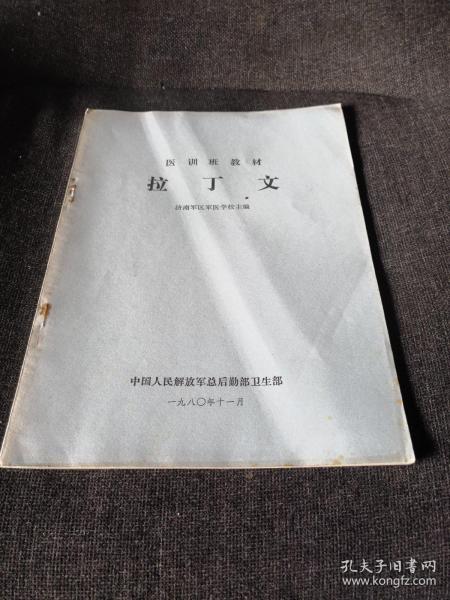 医训班教材
拉丁文
济南军区军医学校主编
中国人民解放军总后勤部卫生部
一九八〇年十一月
孔夫子旧书网
www.kongfz.com